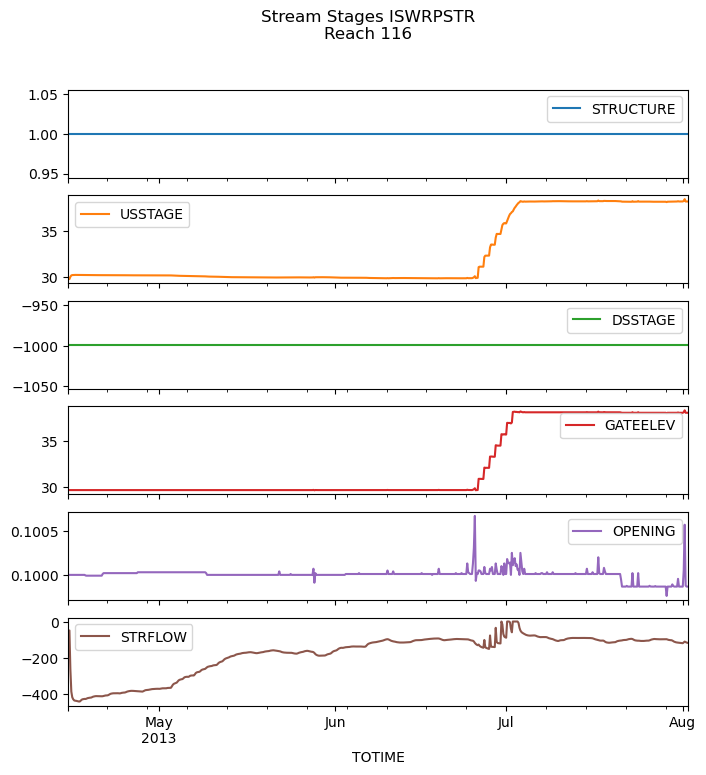 Stream Stages ISWRPSTR
Reach 116
1.05
1.00
0.95
STRUCTURE
35
30
USSTAGE
−950
−1000
−1050
DSSTAGE
35
30
GATEELEV
0.1005
0.1000
OPENING
0
−200
−400
STRFLOW
May
2013
Jun
Jul
Aug
TOTIME